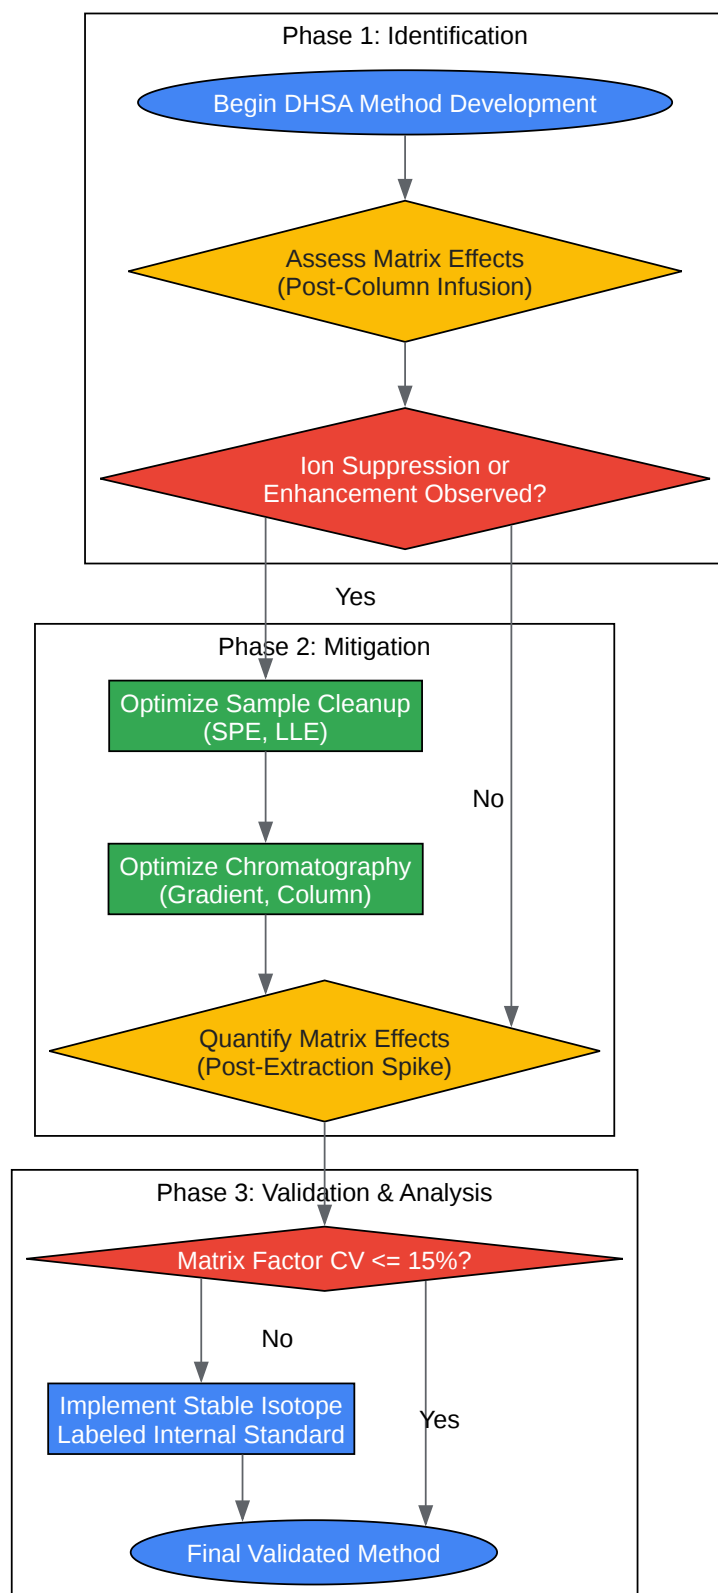 Phase 1: Identification
Begin DHSA Method Development
Assess Matrix Effects
(Post-Column Infusion)
Ion Suppression or
Enhancement Observed?
Yes
Phase 2: Mitigation
Optimize Sample Cleanup
(SPE, LLE)
No
Optimize Chromatography
(Gradient, Column)
Quantify Matrix Effects
(Post-Extraction Spike)
Phase 3: Validation & Analysis
Matrix Factor CV <= 15%?
No
Implement Stable Isotope
Labeled Internal Standard
Yes
Final Validated Method